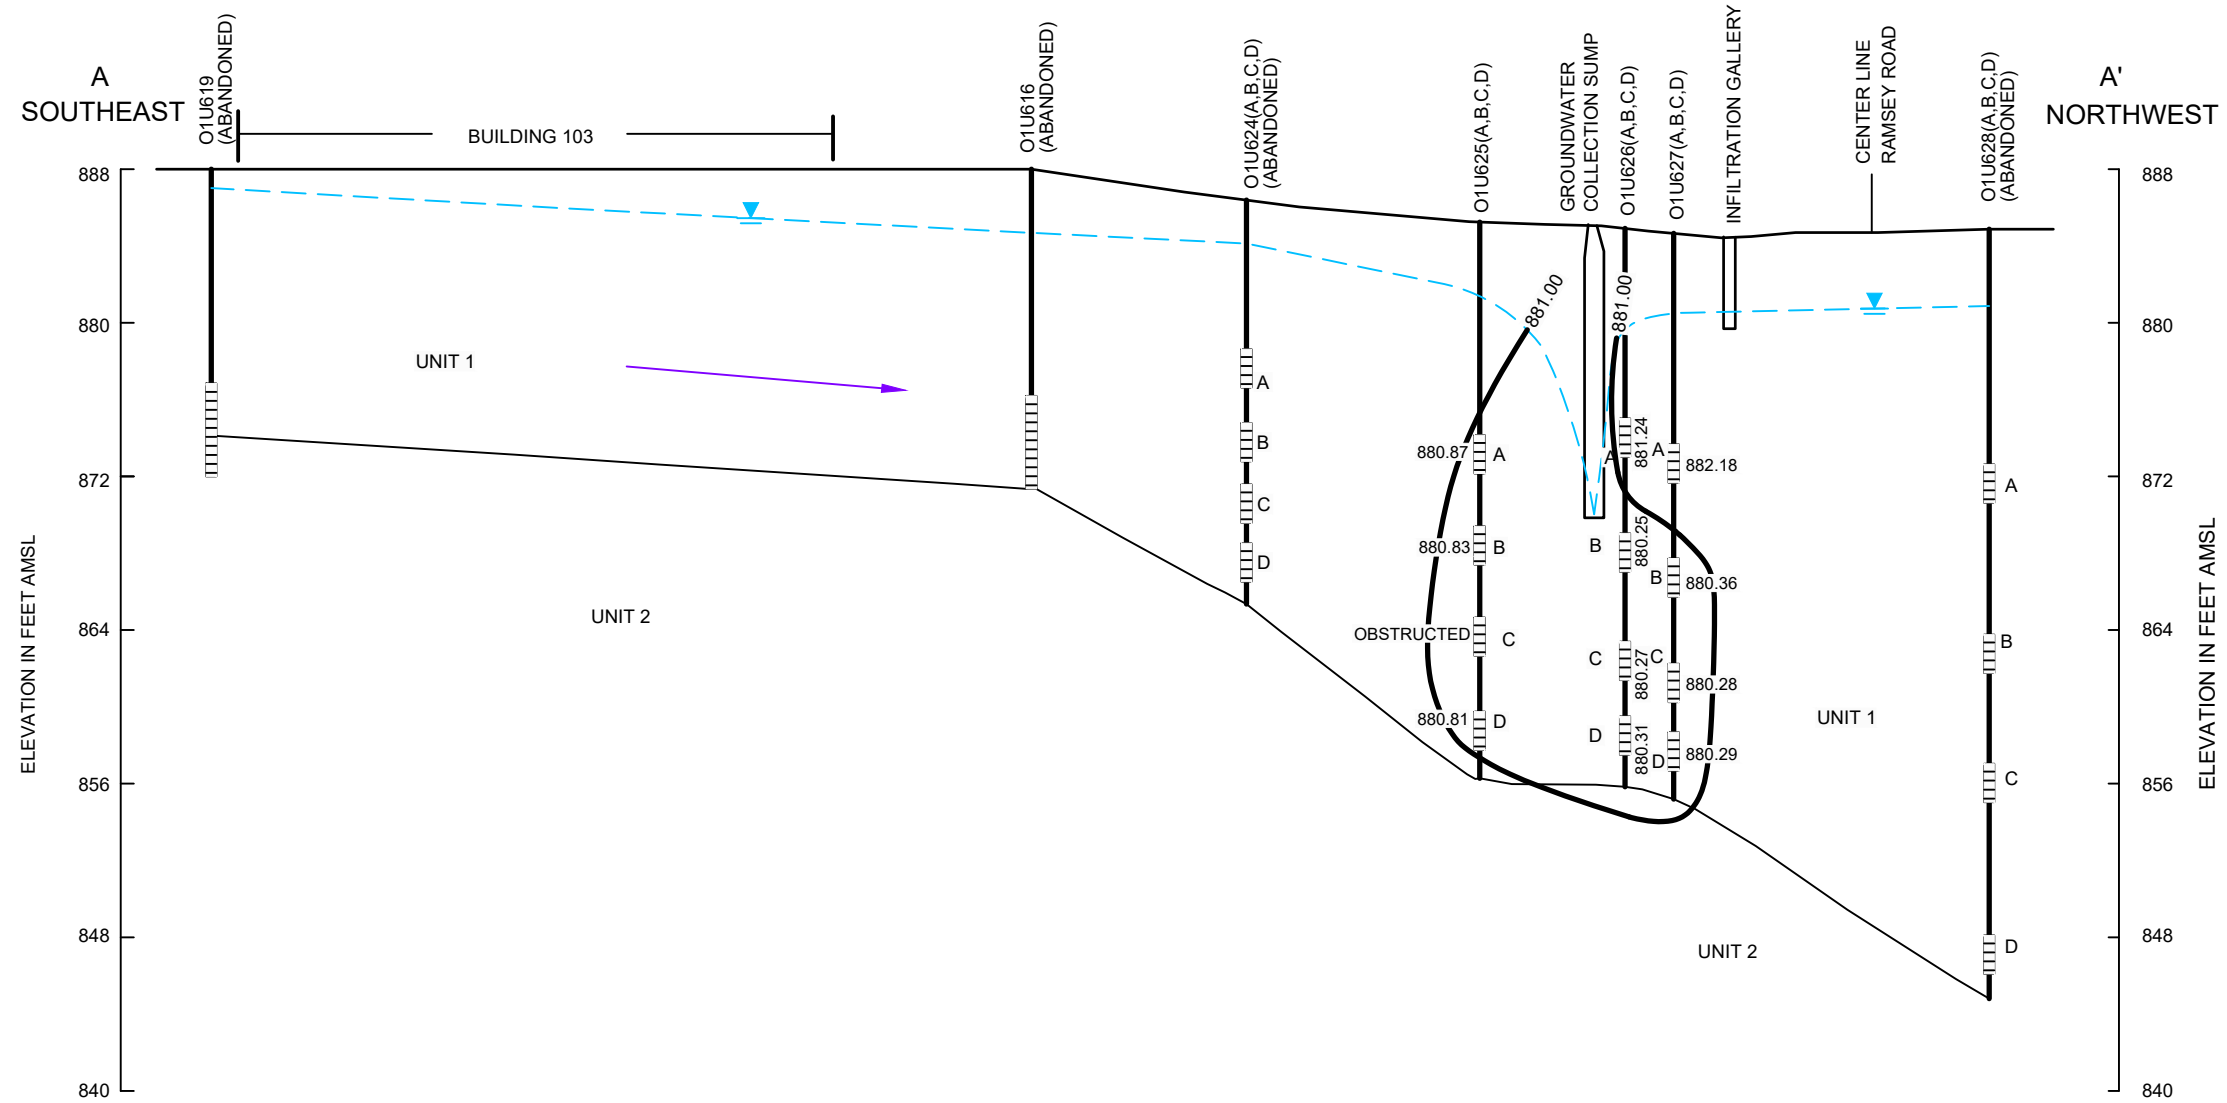 A
SOUTHEAST
O1U619
(ABANDONED)
BUILDING 103
O1U616
(ABANDONED)
O1U624(A,B,C,D)
(ABANDONED)
O1U625(A,B,C,D)
GROUNDWATER
COLLECTION SUMP
O1U626(A,B,C,D)
O1U627(A,B,C,D)
INFILTRATION GALLERY
CENTER LINE
RAMSEY ROAD
O1U628(A,B,C,D)
(ABANDONED)
A'
NORTHWEST
888
880
872
864
856
848
840
ELEVATION IN FEET AMSL
UNIT 1
UNIT 2
A
B
C
D
881.00
880.87
A
880.83
B
OBSTRUCTED
C
880.81
D
881.00
A
881.24
B
880.25
C
880.27
D
880.31
A
882.18
B
880.36
C
880.28
D
880.29
UNIT 1
UNIT 2
A
B
C
D
888
880
872
864
856
848
840
ELEVATION IN FEET AMSL